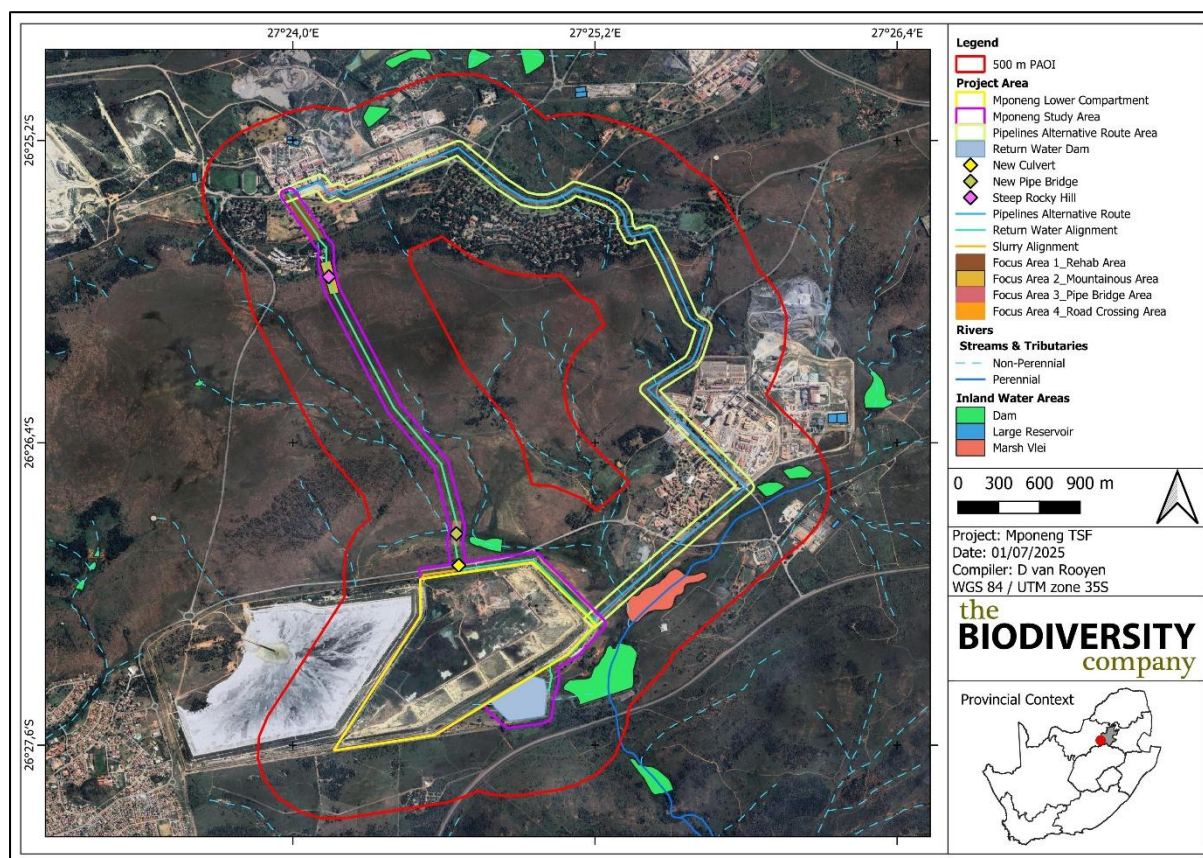 27°24,0'E
27°25,2'E
27°26,4'E
26°25,2'S
26°26,4'S
26°27,6'S
Legend
500 m PAOI
Project Area
Mponeng Lower Compartment
Mponeng Study Area
Pipelines Alternative Route Area
Return Water Dam
New Culvert
New Pipe Bridge
Steep Rocky Hill
Pipelines Alternative Route
Return Water Alignment
Slurry Alignment
Focus Area 1_Rehab Area
Focus Area 2_Mountainous Area
Focus Area 3_Pipe Bridge Area
Focus Area 4_Road Crossing Area
Rivers
Streams & Tributaries
Non-Perennial
Perennial
Inland Water Areas
Dam
Large Reservoir
Marsh Vlei
0 300 600 900 m
Project: Mponeng TSF
Date: 01/07/2025
Compiler: D van Rooyen
WGS 84 / UTM zone 35S
the
BIODIVERSITY
company
Provincial Context